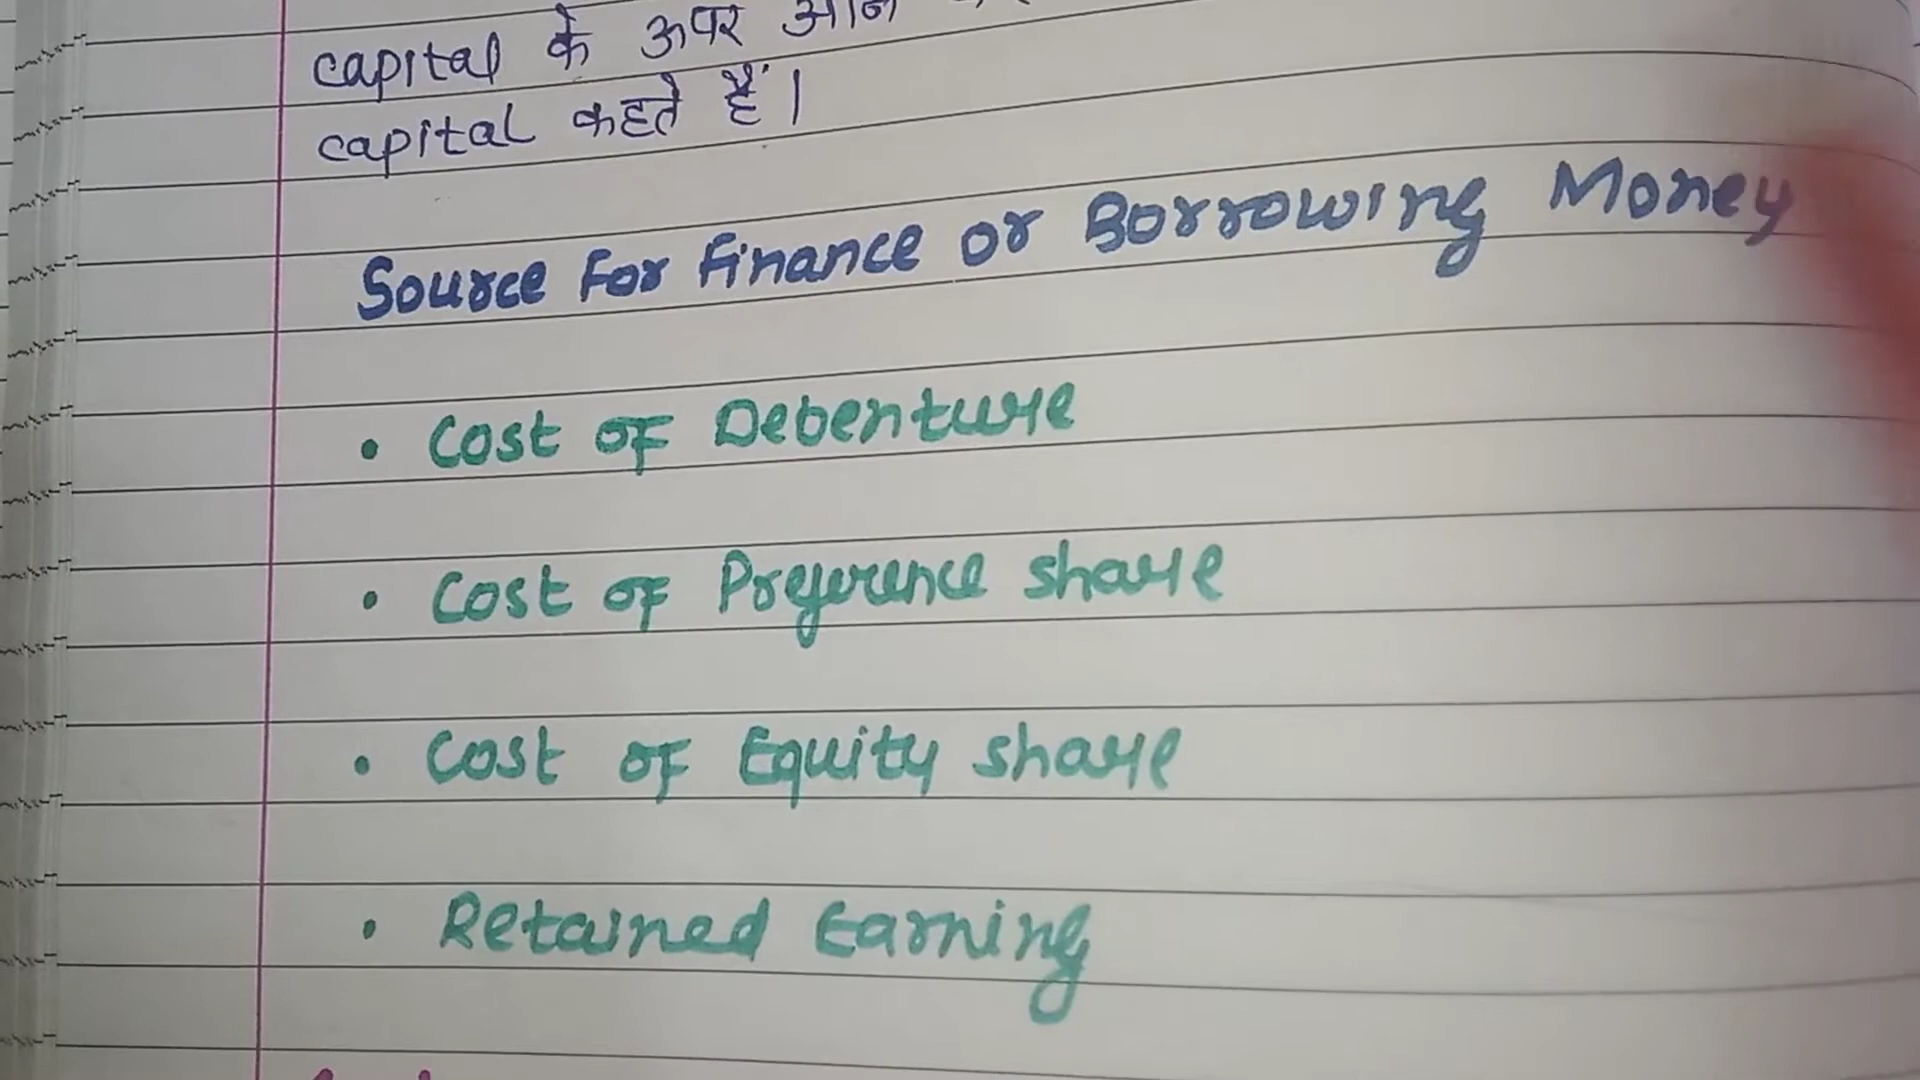 capital के ऊपर आने
capital कहते हैं।
Source For Finance or Borrowing Money
• Cost of Debenture
• Cost of Preference share
• Cost of Equity share
• Retained Earning